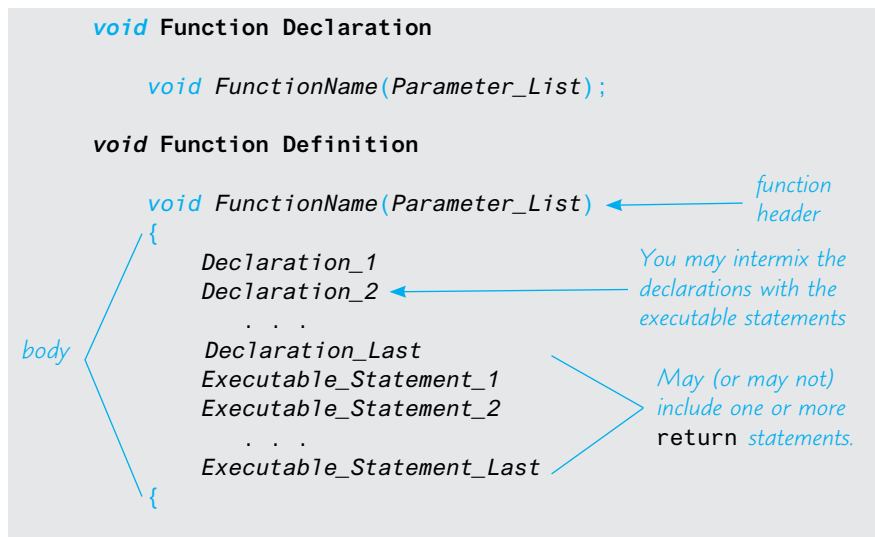 void Function Declaration
void FunctionName(Parameter_List);
void Function Definition
void FunctionName(Parameter_List)
function
header
{
Declaration_1
Declaration_2
You may intermix the
declarations with the
executable statements
. . .
body
Declaration_Last
Executable_Statement_1
Executable_Statement_2
May (or may not)
include one or more
return statements.
. . .
Executable_Statement_Last
{